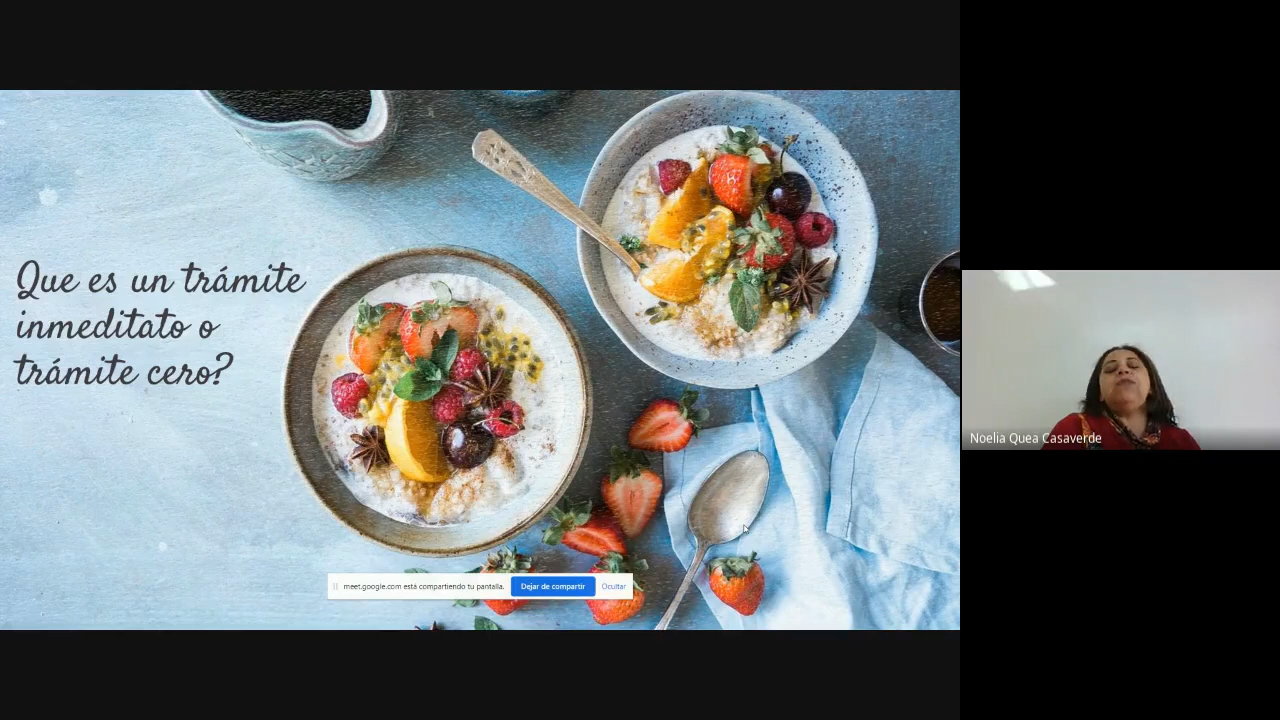 Que es un trámite
inmeditato o
trámite cero?
meet.google.com está compartiendo tu pantalla.
Dejar de compartir
Ocultar
Noelia Quea Casaverde